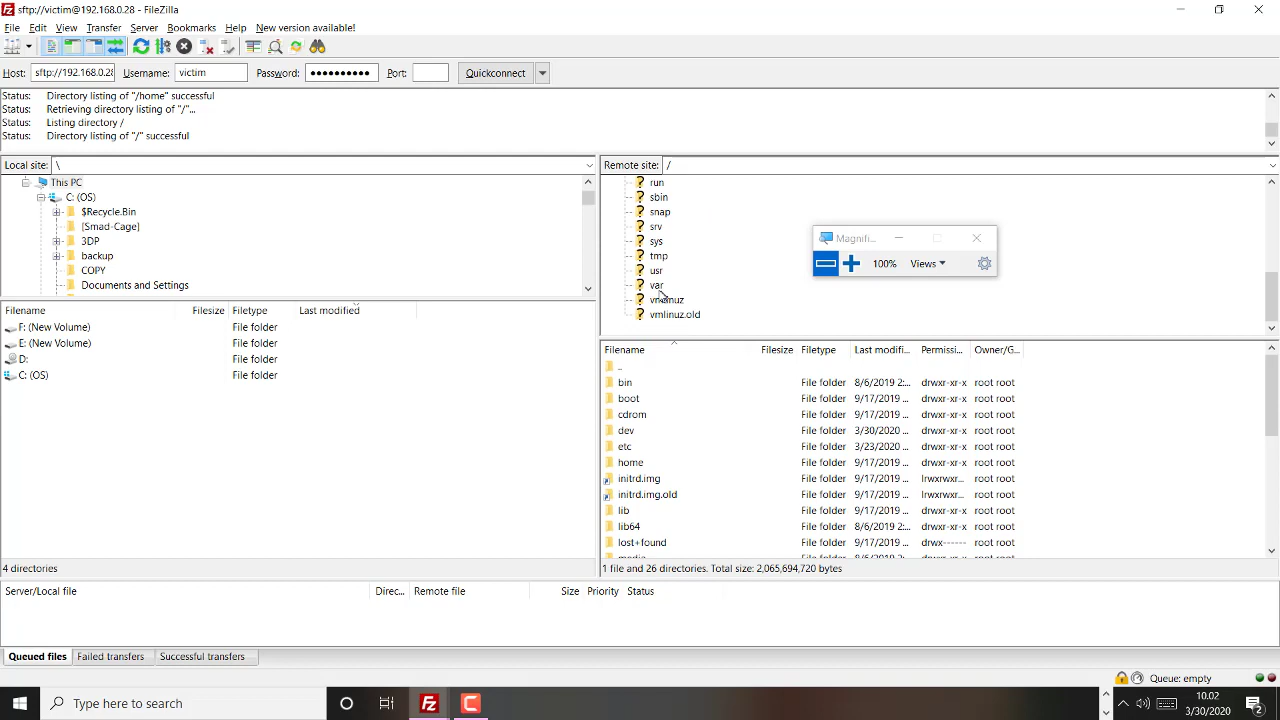 sftp://victim@192.168.0.28 - FileZilla
File Edit View Transfer Server Bookmarks Help New version available!
Host: sftp://192.168.0.28 Username: victim Password: ●●●●●●●●●● Port: Quickconnect
Status: Directory listing of "/home" successful
Status: Retrieving directory listing of "/"...
Status: Listing directory /
Status: Directory listing of "/" successful
Local site: \
This PC
C: (OS)
$Recycle.Bin
[Smad-Cage]
3DP
backup
COPY
Documents and Settings
Filename Filesize Filetype Last modified
F: (New Volume) File folder
E: (New Volume) File folder
D: File folder
C: (OS) File folder
4 directories
Remote site: /
? run
? sbin
? snap
? srv
? sys
? tmp
? usr
? var
? vmlinuz
? vmlinuz.old
Magnifi...
100% Views
Filename Filesize Filetype Last modifi... Permissi... Owner/G...
..
bin File folder 8/6/2019 2:... drwxr-xr-x root root
boot File folder 9/17/2019 ... drwxr-xr-x root root
cdrom File folder 9/17/2019 ... drwxr-xr-x root root
dev File folder 3/30/2020 ... drwxr-xr-x root root
etc File folder 3/23/2020 ... drwxr-xr-x root root
home File folder 9/17/2019 ... drwxr-xr-x root root
initrd.img File folder 9/17/2019 ... lrwxrwxr... root root
initrd.img.old File folder 9/17/2019 ... lrwxrwxr... root root
lib File folder 9/17/2019 ... drwxr-xr-x root root
lib64 File folder 8/6/2019 2:... drwxr-xr-x root root
lost+found File folder 9/17/2019 ... drwx------ root root
media File folder 8/6/2019 2:... drwxr-xr-x root root
1 file and 26 directories. Total size: 2,065,694,720 bytes
Server/Local file Direc... Remote file Size Priority Status
Queued files Failed transfers Successful transfers
Queue: empty
Type here to search
10.02
3/30/2020
2